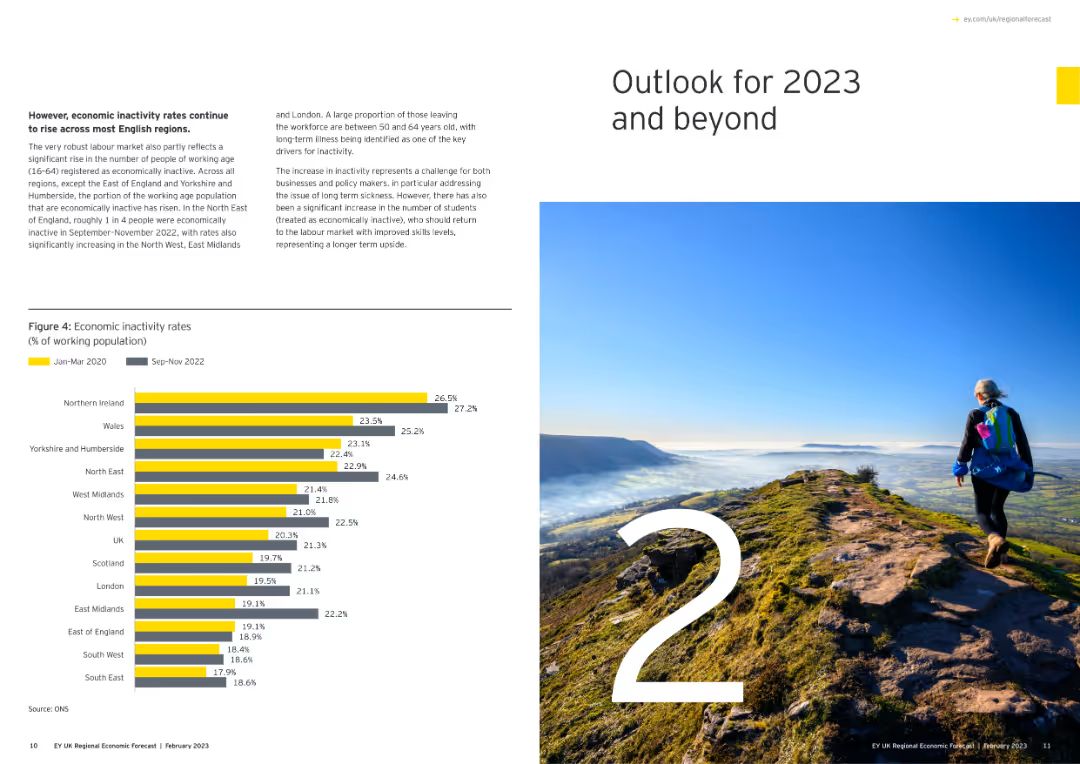 → ey.com/uk/regionalforecast
However, economic inactivity rates continue
to rise across most English regions.
The very robust labour market also partly reflects a
significant rise in the number of people of working age
(16–64) registered as economically inactive. Across all
regions, except the East of England and Yorkshire and
Humberside, the portion of the working age population
that are economically inactive has risen. In the North East
of England, roughly 1 in 4 people were economically
inactive in September–November 2022, with rates also
significantly increasing in the North West, East Midlands
and London. A large proportion of those leaving
the workforce are between 50 and 64 years old, with
long-term illness being identified as one of the key
drivers for inactivity.
The increase in inactivity represents a challenge for both
businesses and policy makers, in particular addressing
the issue of long term sickness. However, there has also
been a significant increase in the number of students
(treated as economically inactive), who should return
to the labour market with improved skills levels,
representing a longer term upside.
Figure 4: Economic inactivity rates
(% of working population)
Jan-Mar 2020 Sep-Nov 2022
Northern Ireland 26.5%
27.2%
Wales 23.5%
25.2%
Yorkshire and Humberside 23.1%
22.4%
North East 22.9%
24.6%
West Midlands 21.4%
21.8%
North West 21.0%
22.5%
UK 20.3%
21.3%
Scotland 19.7%
21.2%
London 19.5%
21.1%
East Midlands 19.1%
22.2%
East of England 19.1%
18.9%
South West 18.4%
18.6%
South East 17.9%
18.6%
Source: ONS
10 EY UK Regional Economic Forecast | February 2023
Outlook for 2023
and beyond
2
EY UK Regional Economic Forecast | February 2023 11